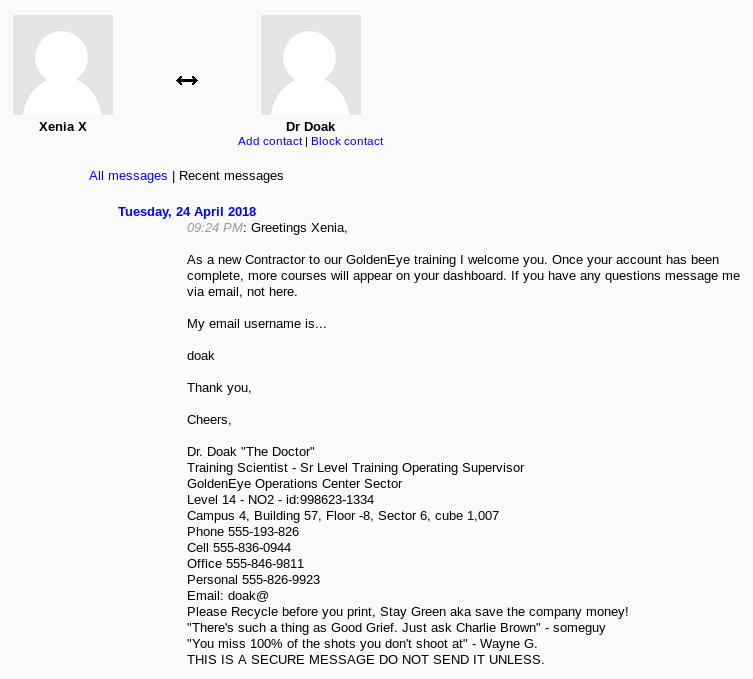 Xenia X
Dr Doak
Add contact | Block contact
All messages | Recent messages
Tuesday, 24 April 2018
09:24 PM: Greetings Xenia,
As a new Contractor to our GoldenEye training I welcome you. Once your account has been
complete, more courses will appear on your dashboard. If you have any questions message me
via email, not here.
My email username is...
doak
Thank you,
Cheers,
Dr. Doak "The Doctor"
Training Scientist - Sr Level Training Operating Supervisor
GoldenEye Operations Center Sector
Level 14 - NO2 - id:998623-1334
Campus 4, Building 57, Floor -8, Sector 6, cube 1,007
Phone 555-193-826
Cell 555-836-0944
Office 555-846-9811
Personal 555-826-9923
Email: doak@
Please Recycle before you print, Stay Green aka save the company money!
"There's such a thing as Good Grief. Just ask Charlie Brown" - someguy
"You miss 100% of the shots you don't shoot at" - Wayne G.
THIS IS A SECURE MESSAGE DO NOT SEND IT UNLESS.